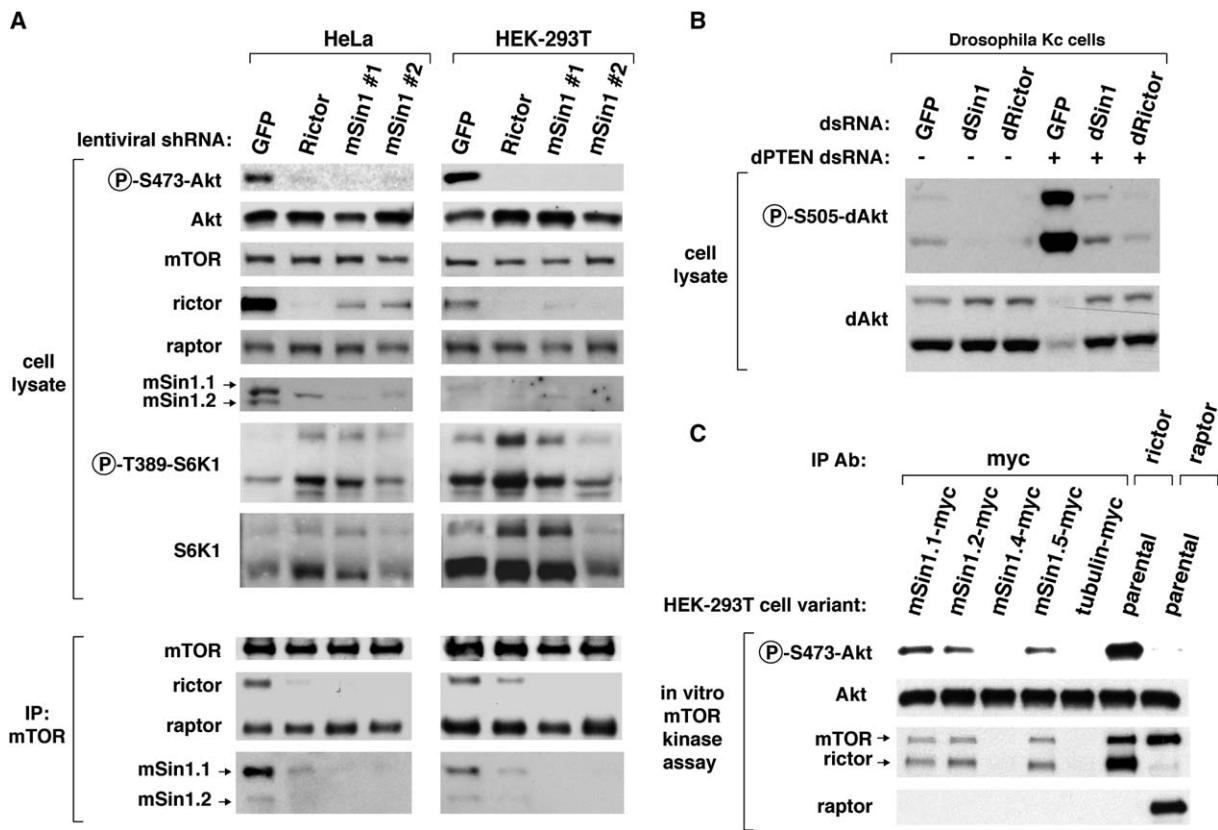 A
HeLa
HEK-293T
lentiviral shRNA:
GFP
Rictor
mSin1 #1
mSin1 #2
GFP
Rictor
mSin1 #1
mSin1 #2
cell
lysate
P-S473-Akt
Akt
mTOR
rictor
raptor
mSin1.1
mSin1.2
P-T389-S6K1
S6K1
IP:
mTOR
mTOR
rictor
raptor
mSin1.1
mSin1.2
B
Drosophila Kc cells
dsRNA:
GFP
dSin1
dRictor
GFP
dSin1
dRictor
dPTEN dsRNA:
- - - + + +
cell
lysate
P-S505-dAkt
dAkt
C
IP Ab:
myc
rictor
raptor
HEK-293T cell variant:
mSin1.1-myc
mSin1.2-myc
mSin1.4-myc
mSin1.5-myc
tubulin-myc
parental
parental
in vitro
mTOR
kinase
assay
P-S473-Akt
Akt
mTOR
rictor
raptor